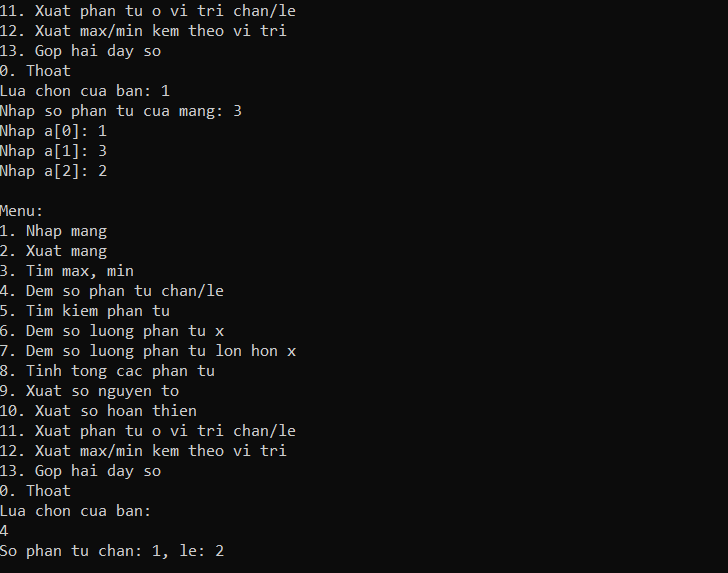 11. Xuat phan tu o vi tri chan/le
12. Xuat max/min kem theo vi tri
13. Gop hai day so
0. Thoat
Lua chon cua ban: 1
Nhap so phan tu cua mang: 3
Nhap a[0]: 1
Nhap a[1]: 3
Nhap a[2]: 2
Menu:
1. Nhap mang
2. Xuat mang
3. Tim max, min
4. Dem so phan tu chan/le
5. Tim kiem phan tu
6. Dem so luong phan tu x
7. Dem so luong phan tu lon hon x
8. Tinh tong cac phan tu
9. Xuat so nguyen to
10. Xuat so hoan thien
11. Xuat phan tu o vi tri chan/le
12. Xuat max/min kem theo vi tri
13. Gop hai day so
0. Thoat
Lua chon cua ban:
4
So phan tu chan: 1, le: 2